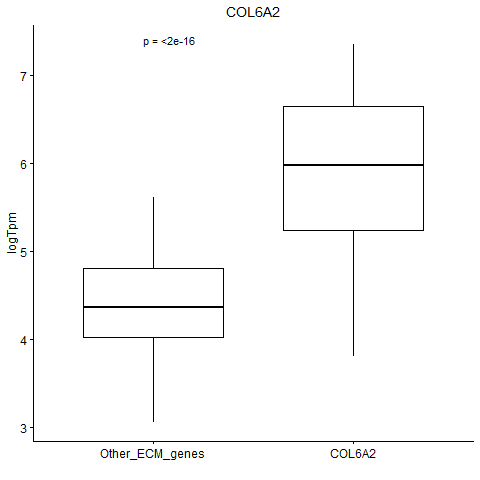 COL6A2
p = <2e-16
logTpm
7
6
5
4
3
Other_ECM_genes
COL6A2